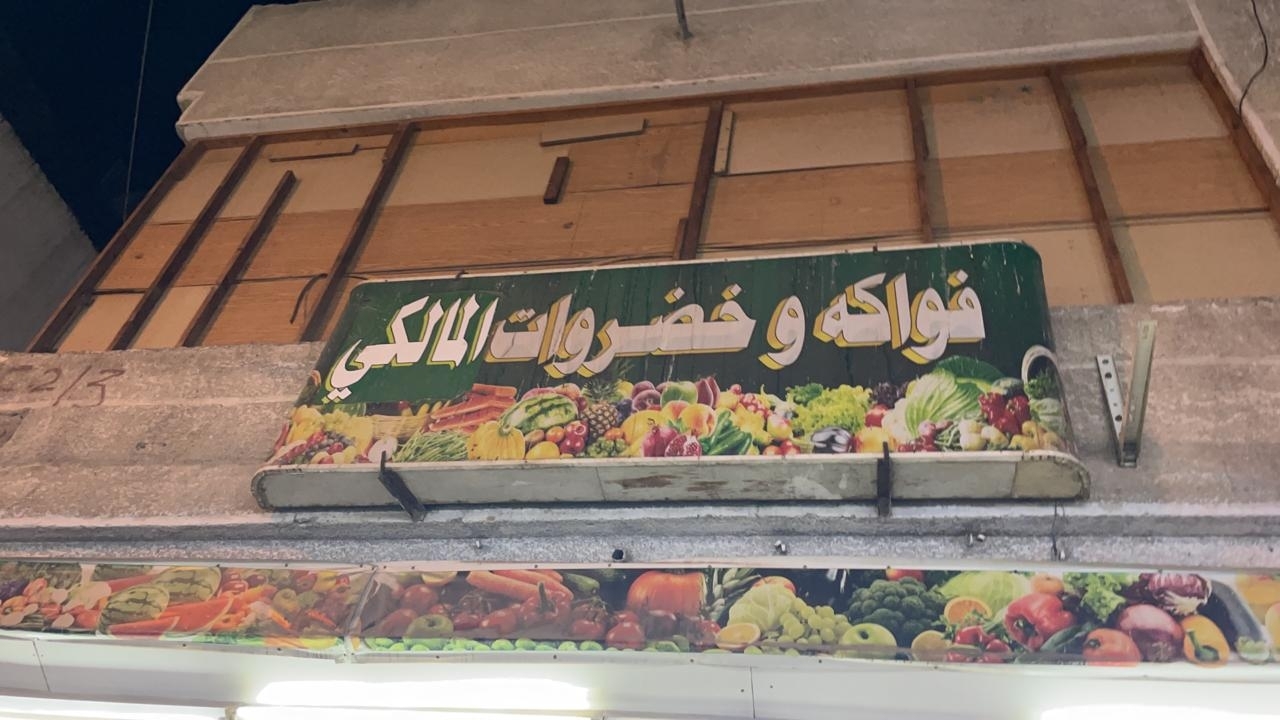 فواكه و خضروات المالكي